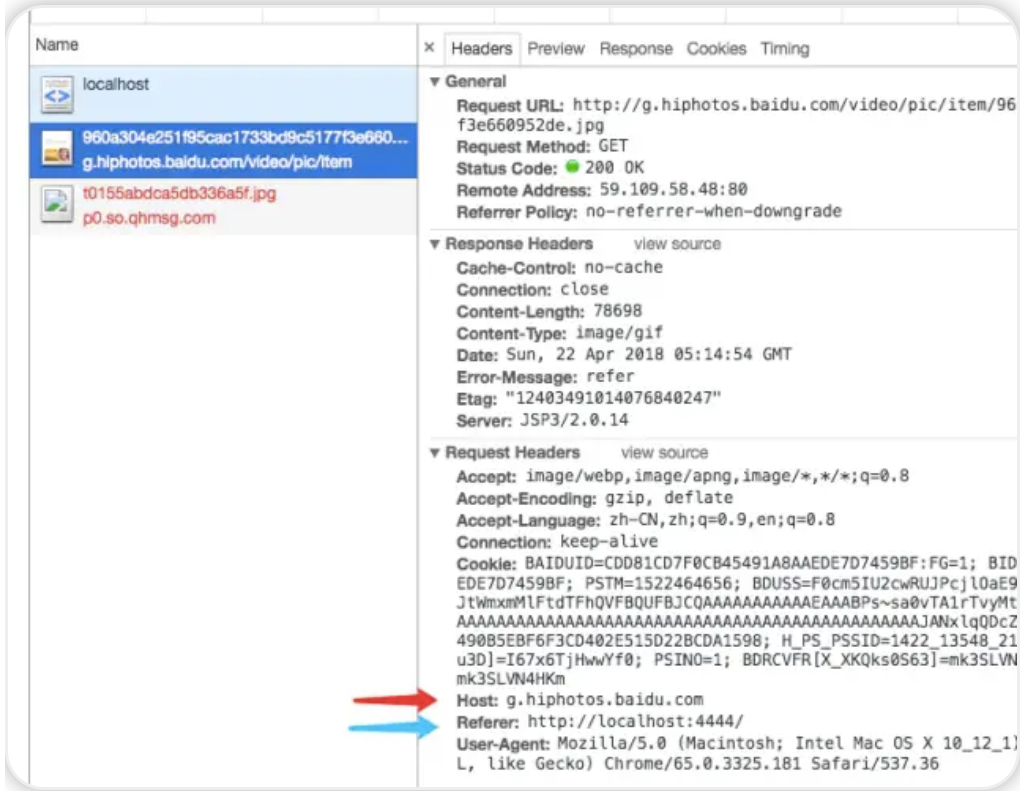 Name
localhost
960a304e251f95cac1733bd9c5177f3e660...
g.hiphotos.baidu.com/video/pic/item
t0155abdca5db336a5f.jpg
p0.so.qhmsg.com
× Headers Preview Response Cookies Timing
▼ General
Request URL: http://g.hiphotos.baidu.com/video/pic/item/96
f3e660952de.jpg
Request Method: GET
Status Code: 200 OK
Remote Address: 59.109.58.48:80
Referrer Policy: no-referrer-when-downgrade
▼ Response Headers view source
Cache-Control: no-cache
Connection: close
Content-Length: 78698
Content-Type: image/gif
Date: Sun, 22 Apr 2018 05:14:54 GMT
Error-Message: refer
Etag: "12403491014076840247"
Server: JSP3/2.0.14
▼ Request Headers view source
Accept: image/webp,image/apng,image/*,*/*;q=0.8
Accept-Encoding: gzip, deflate
Accept-Language: zh-CN,zh;q=0.9,en;q=0.8
Connection: keep-alive
Cookie: BAIDUID=CDD81CD7F0CB45491A8AAEDE7D7459BF:FG=1; BID
EDE7D7459BF; PSTM=1522464656; BDUSS=F0cm5IU2cwRUJPcjlOaE9
JtWmxmMlFtdTFhQVFBQUFBJCQAAAAAAAAAAAEAAABPs~sa0vTA1rTvyMt
AAAAAAAAAAAAAAAAAAAAAAAAAAAAAAAAAAAAAAAAAAAAAAAJANxlqQDcZ
490B5EBF6F3CD402E515D22BCDA1598; H_PS_PSSID=1422_13548_21
u3D]=I67x6TjHwwYf0; PSINO=1; BDRCVFR[X_XKQks0S63]=mk3SLVN
mk3SLVN4HKm
Host: g.hiphotos.baidu.com
Referer: http://localhost:4444/
User-Agent: Mozilla/5.0 (Macintosh; Intel Mac OS X 10_12_1)
L, like Gecko) Chrome/65.0.3325.181 Safari/537.36